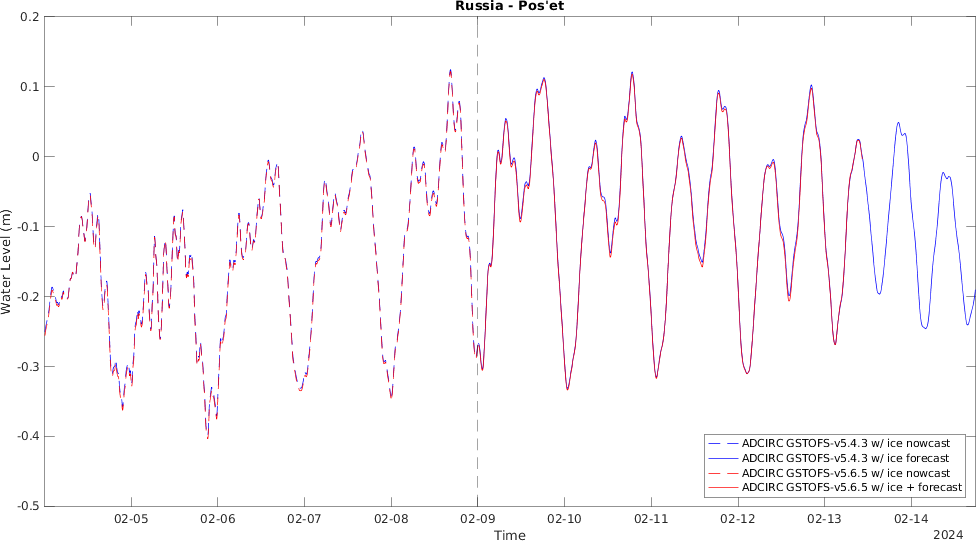 Russia - Pos'et
Water Level (m)
0.2
0.1
0
-0.1
-0.2
-0.3
-0.4
-0.5
ADCIRC GSTOFS-v5.4.3 w/ ice nowcast
ADCIRC GSTOFS-v5.4.3 w/ ice forecast
ADCIRC GSTOFS-v5.6.5 w/ ice nowcast
ADCIRC GSTOFS-v5.6.5 w/ ice + forecast
02-05 02-06 02-07 02-08 02-09 02-10 02-11 02-12 02-13 02-14
Time
2024